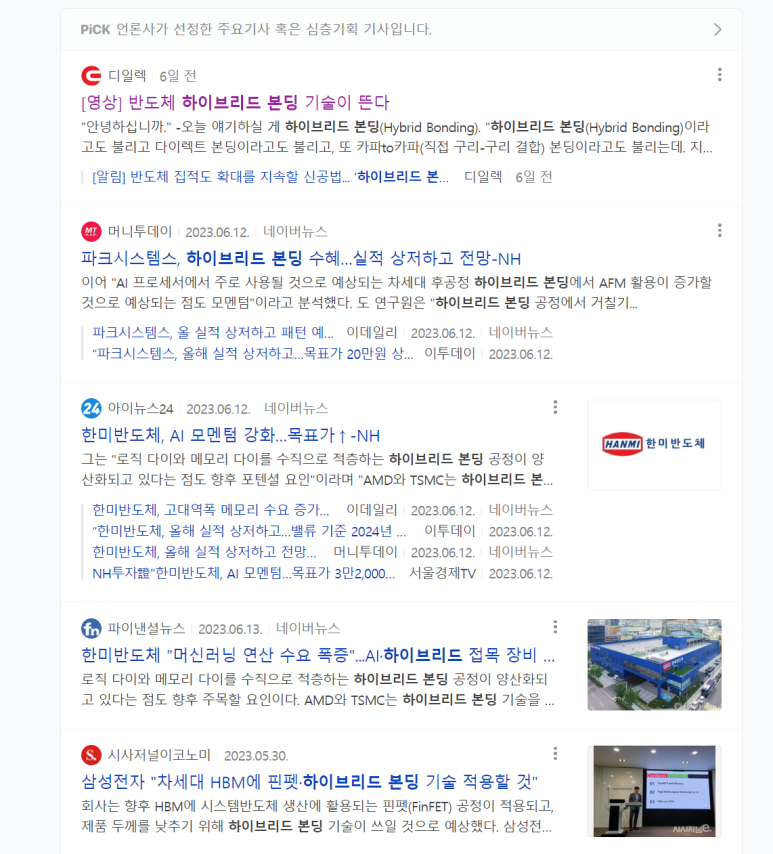 PiCK 언론사가 선정한 주요기사 혹은 심층기획 기사입니다.
디일렉 6일 전
[영상] 반도체 하이브리드 본딩 기술이 뜬다
"안녕하십니까." -오늘 얘기하실 게 하이브리드 본딩(Hybrid Bonding). "하이브리드 본딩(Hybrid Bonding)이라
고도 불리고 다이렉트 본딩이라고도 불리고, 또 카파to카파(직접 구리-구리 결합) 본딩이라고도 불리는데. 지...
[알림] 반도체 집적도 확대를 지속할 신공법... '하이브리드 본... 디일렉 6일 전
MT 머니투데이 2023.06.12. 네이버뉴스
파크시스템스, 하이브리드 본딩 수혜...실적 상저하고 전망-NH
이어 "AI 프로세서에서 주로 사용될 것으로 예상되는 차세대 후공정 하이브리드 본딩에서 AFM 활용이 증가할
것으로 예상되는 점도 모멘텀"이라고 분석했다. 도 연구원은 "하이브리드 본딩 공정에서 거칠기...
파크시스템스, 올 실적 상저하고 패턴 예... 이데일리 2023.06.12. 네이버뉴스
"파크시스템스, 올해 실적 상저하고...목표가 20만원 상... 이투데이 2023.06.12.
24 아이뉴스24 2023.06.12. 네이버뉴스
한미반도체, AI 모멘텀 강화...목표가↑-NH
그는 "로직 다이와 메모리 다이를 수직으로 적층하는 하이브리드 본딩 공정이 양
산화되고 있다는 점도 향후 포텐셜 요인"이라며 "AMD와 TSMC는 하이브리드 본...
HANMI 한미반도체
한미반도체, 고대역폭 메모리 수요 증가... 이데일리 2023.06.12. 네이버뉴스
"한미반도체, 올해 실적 상저하고...밸류 기준 2024년 ... 이투데이 2023.06.12.
한미반도체, 올해 실적 상저하고 전망... 머니투데이 2023.06.12. 네이버뉴스
NH투자證"한미반도체, AI 모멘텀...목표가 3만2,000... 서울경제TV 2023.06.12.
fn 파이낸셜뉴스 2023.06.13. 네이버뉴스
한미반도체 "머신러닝 연산 수요 폭증"...AI·하이브리드 접목 장비 ...
로직 다이와 메모리 다이를 수직으로 적층하는 하이브리드 본딩 공정이 양산화되
고 있다는 점도 향후 주목할 요인이다. AMD와 TSMC는 하이브리드 본딩 기술을 ...
S. 시사저널이코노미 2023.05.30.
삼성전자 "차세대 HBM에 핀펫·하이브리드 본딩 기술 적용할 것"
회사는 향후 HBM에 시스템반도체 생산에 활용되는 핀펫(FinFET) 공정이 적용되고,
제품 두께를 낮추기 위해 하이브리드 본딩 기술이 쓰일 것으로 예상했다. 삼성전...
시사저널e.